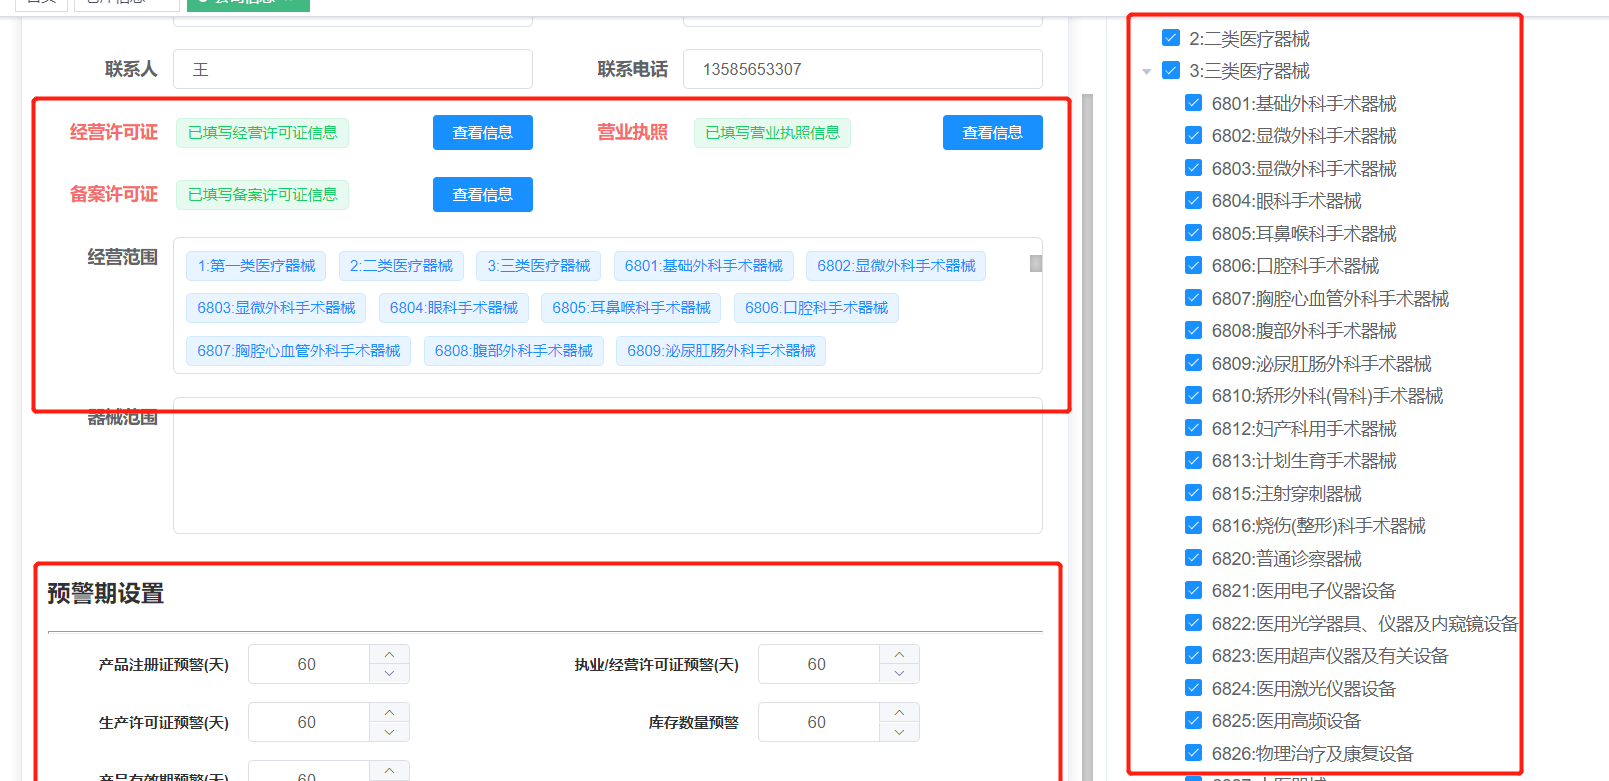 公司信息
联系人 王 联系电话 13585653307
经营许可证 已填写经营许可证信息 查看信息 营业执照 已填写营业执照信息 查看信息
备案许可证 已填写备案许可证信息 查看信息
经营范围 1:第一类医疗器械 2:二类医疗器械 3:三类医疗器械 6801:基础外科手术器械 6802:显微外科手术器械
6803:显微外科手术器械 6804:眼科手术器械 6805:耳鼻喉科手术器械 6806:口腔科手术器械
6807:胸腔心血管外科手术器械 6808:腹部外科手术器械 6809:泌尿肛肠外科手术器械
器械范围
预警期设置
产品注册证预警(天) 60 执业/经营许可证预警(天) 60
生产许可证预警(天) 60 库存数量预警 60
产品有效期预警(天) 60
2:二类医疗器械
3:三类医疗器械
6801:基础外科手术器械
6802:显微外科手术器械
6803:显微外科手术器械
6804:眼科手术器械
6805:耳鼻喉科手术器械
6806:口腔科手术器械
6807:胸腔心血管外科手术器械
6808:腹部外科手术器械
6809:泌尿肛肠外科手术器械
6810:矫形外科(骨科)手术器械
6812:妇产科用手术器械
6813:计划生育手术器械
6815:注射穿刺器械
6816:烧伤(整形)科手术器械
6820:普通诊察器械
6821:医用电子仪器设备
6822:医用光学器具、仪器及内窥镜设备
6823:医用超声仪器及有关设备
6824:医用激光仪器设备
6825:医用高频设备
6826:物理治疗及康复设备